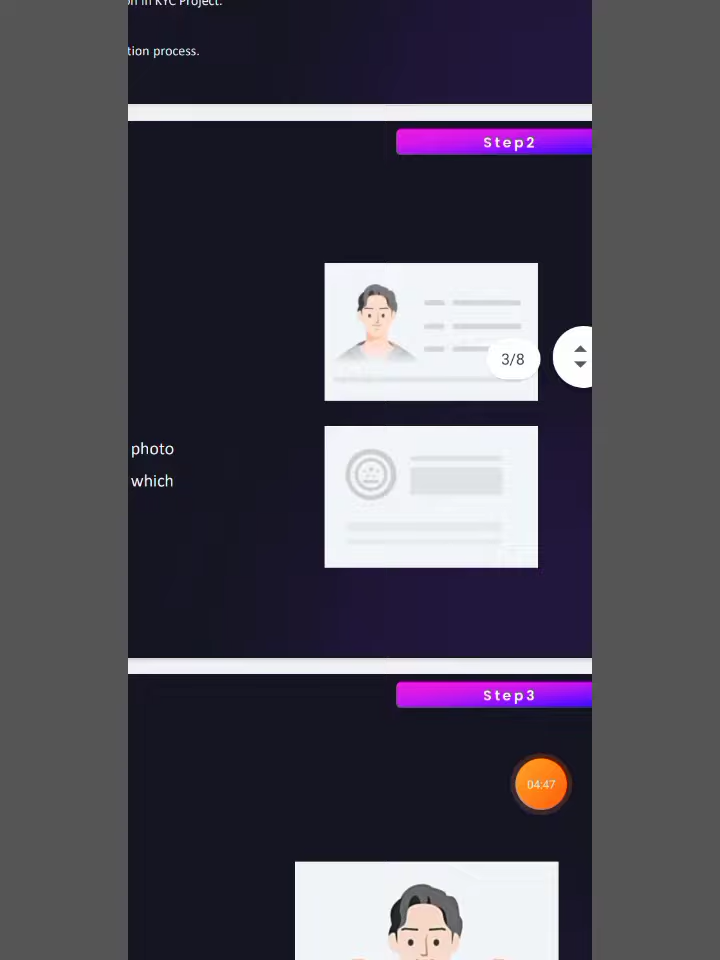 on in KYC Project.
tion process.
Step2
3/8
photo
which
Step3
04:47